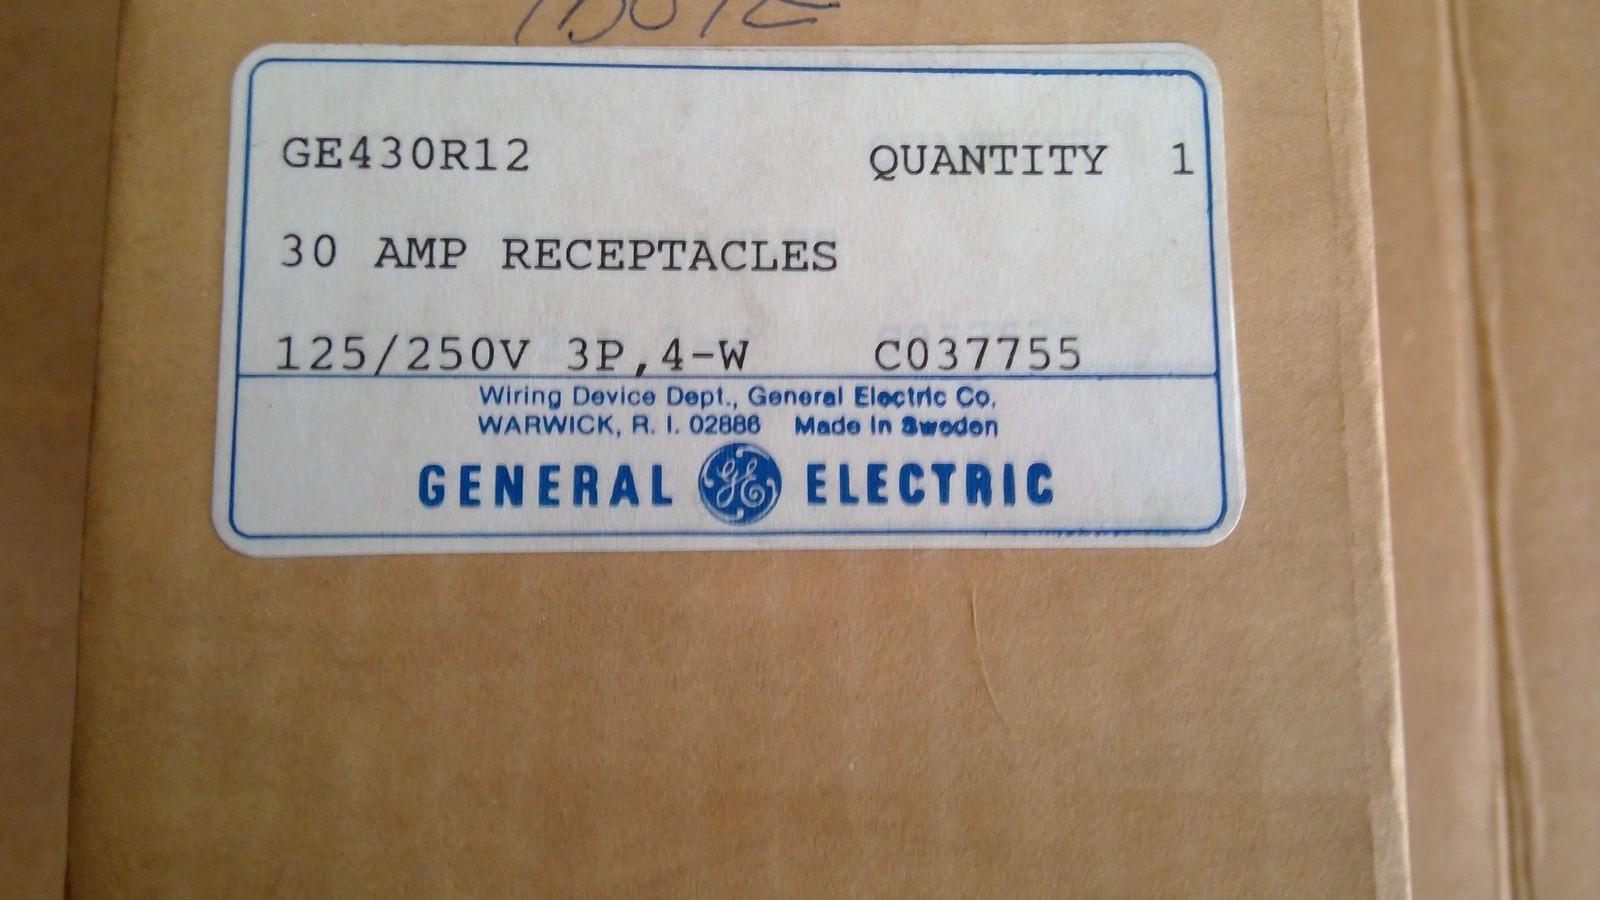 GE430R12 QUANTITY 1
30 AMP RECEPTACLES
125/250V 3P,4-W C037755
Wiring Device Dept., General Electric Co.
WARWICK, R. I. 02886 Made In Sweden
GENERAL GE ELECTRIC